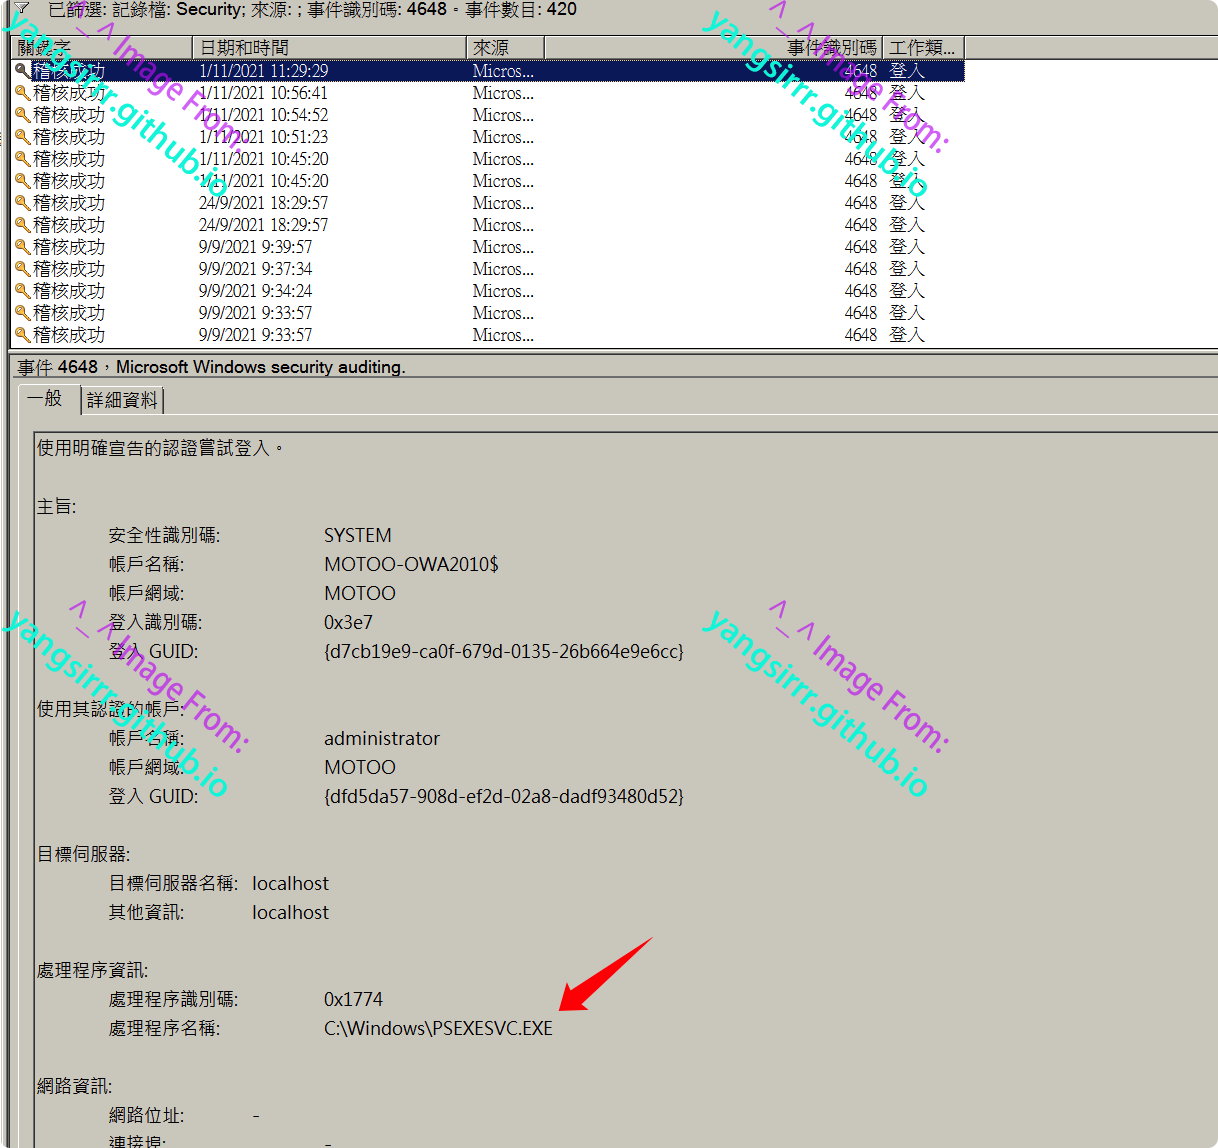 已篩選: 記錄檔: Security; 來源: ; 事件識別碼: 4648。事件數目: 420
關鍵字 日期和時間 來源 事件識別碼 工作類...
稽核成功 1/11/2021 11:29:29 Micros... 4648 登入
稽核成功 1/11/2021 10:56:41 Micros... 4648 登入
稽核成功 1/11/2021 10:54:52 Micros... 4648 登入
稽核成功 1/11/2021 10:51:23 Micros... 4648 登入
稽核成功 1/11/2021 10:45:20 Micros... 4648 登入
稽核成功 1/11/2021 10:45:20 Micros... 4648 登入
稽核成功 24/9/2021 18:29:57 Micros... 4648 登入
稽核成功 24/9/2021 18:29:57 Micros... 4648 登入
稽核成功 9/9/2021 9:39:57 Micros... 4648 登入
稽核成功 9/9/2021 9:37:34 Micros... 4648 登入
稽核成功 9/9/2021 9:34:24 Micros... 4648 登入
稽核成功 9/9/2021 9:33:57 Micros... 4648 登入
稽核成功 9/9/2021 9:33:57 Micros... 4648 登入
事件 4648，Microsoft Windows security auditing.
一般 詳細資料
使用明確宣告的認證嘗試登入。
主旨:
安全性識別碼: SYSTEM
帳戶名稱: MOTOO-OWA2010$
帳戶網域: MOTOO
登入識別碼: 0x3e7
登入 GUID: {d7cb19e9-ca0f-679d-0135-26b664e9e6cc}
使用其認證的帳戶:
帳戶名稱: administrator
帳戶網域: MOTOO
登入 GUID: {dfd5da57-908d-ef2d-02a8-dadf93480d52}
目標伺服器:
目標伺服器名稱: localhost
其他資訊: localhost
處理程序資訊:
處理程序識別碼: 0x1774
處理程序名稱: C:\Windows\PSEXESVC.EXE
網路資訊:
網路位址: -
連接埠: -
^_^ Image From:
yangsirrr.github.io
^_^ Image From:
yangsirrr.github.io
^_^ Image From:
yangsirrr.github.io
^_^ Image From:
yangsirrr.github.io